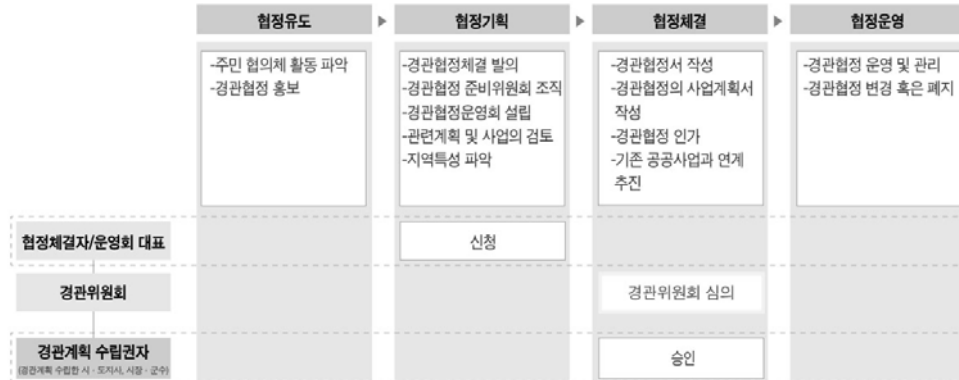 협정유도 ▶ 협정기획 ▶ 협정체결 ▶ 협정운영
-주민 협의체 활동 파악
-경관협정 홍보
-경관협정체결 발의
-경관협정 준비위원회 조직
-경관협정운영회 설립
-관련계획 및 사업의 검토
-지역특성 파악
-경관협정서 작성
-경관협정의 사업계획서
작성
-경관협정 인가
-기존 공공사업과 연계
추진
-경관협정 운영 및 관리
-경관협정 변경 혹은 폐지
협정체결자/운영회 대표
신청
경관위원회
경관위원회 심의
경관계획 수립권자
(경관계획 수립한 시 · 도지사, 시장 · 군수)
승인